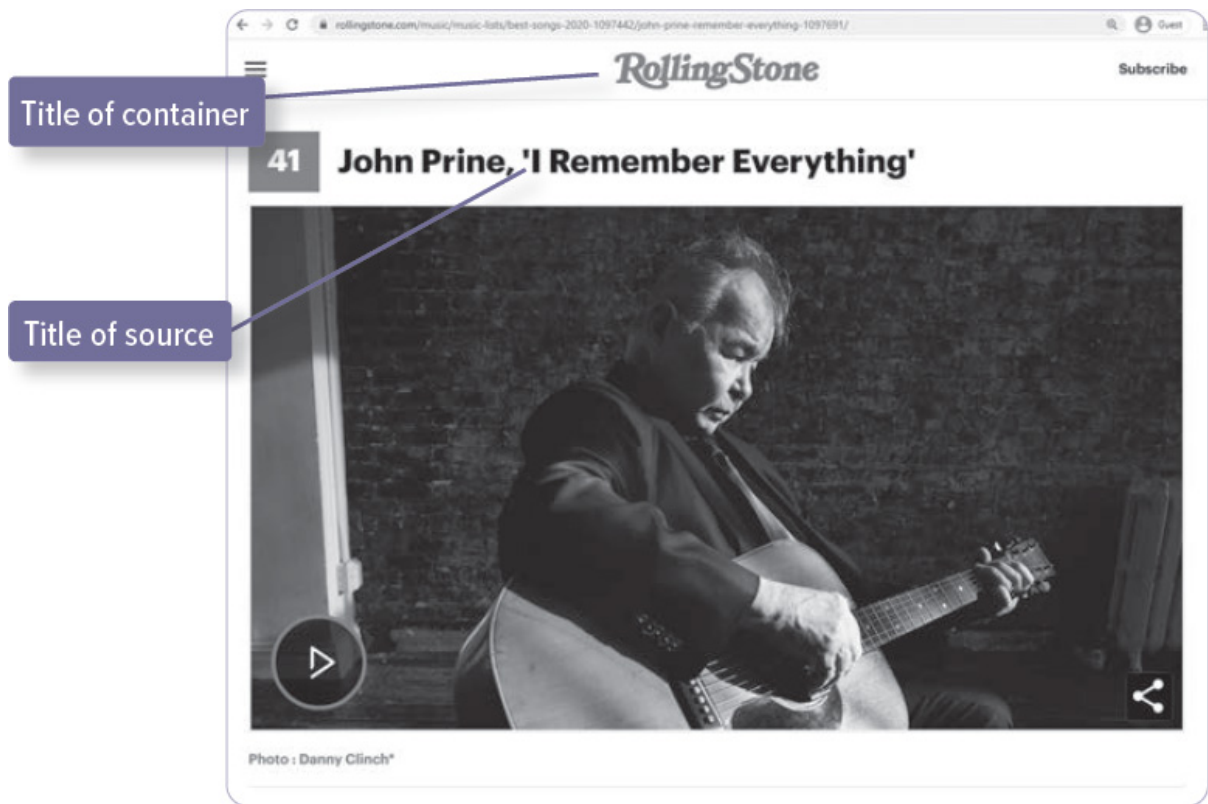 rollingstone.com/music/music-lists/best-songs-2020-1097442/john-prine-remember-everything-1097691/
Guest
RollingStone
Subscribe
Title of container
41
John Prine, 'I Remember Everything'
Title of source
Photo : Danny Clinch*